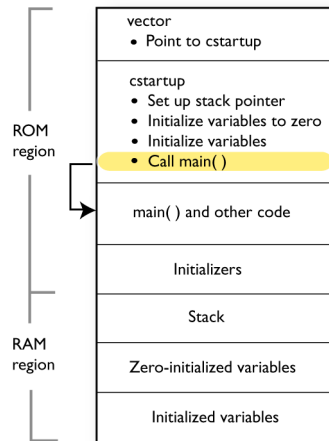 vector
• Point to cstartup
cstartup
• Set up stack pointer
• Initialize variables to zero
• Initialize variables
• Call main( )
ROM
region
main( ) and other code
Initializers
Stack
RAM
region
Zero-initialized variables
Initialized variables